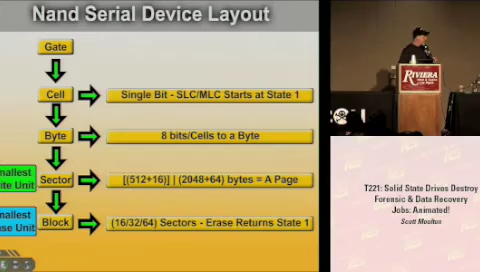 Nand Serial Device Layout
Gate
Cell
Single Bit - SLC/MLC Starts at State 1
Byte
8 bits/Cells to a Byte
mallest
ite Unit
Sector
[(512+16)] | (2048+64) bytes = A Page
mallest
ase Unit
Block
(16/32/64) Sectors - Erase Returns State 1
RIVIERA
T221: Solid State Drives Destroy
Forensic & Data Recovery
Jobs: Animated!
Scott Moulton